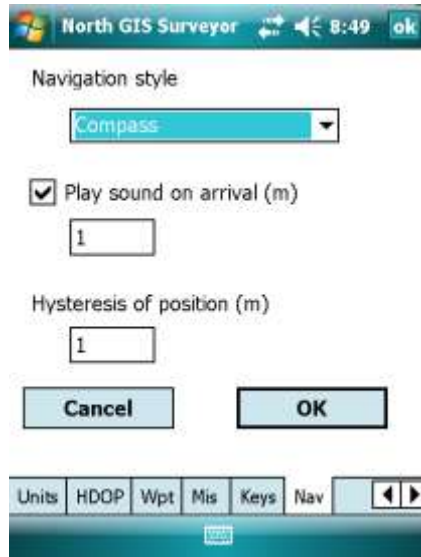 North GIS Surveyor 8:49 ok
Navigation style
Compass
Play sound on arrival (m)
1
Hysteresis of position (m)
1
Cancel OK
Units HDOP Wpt Mis Keys Nav